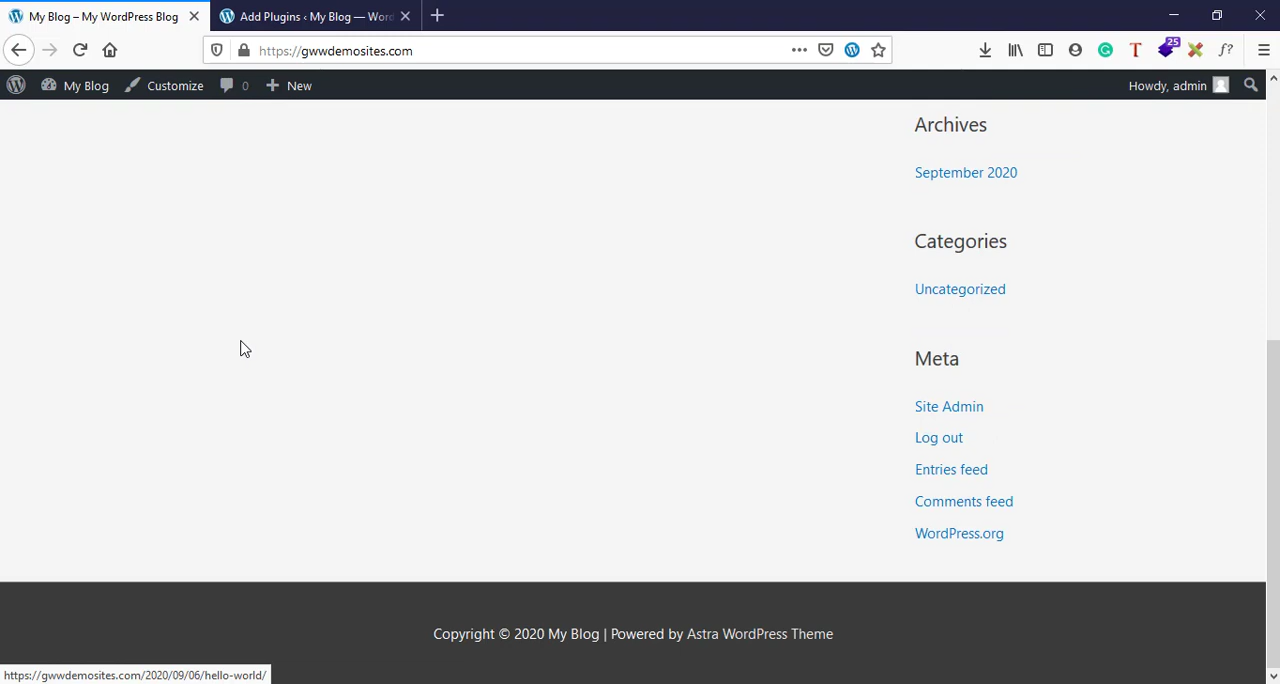 My Blog – My WordPress Blog
Add Plugins ‹ My Blog — Word
https://gwwdemosites.com
25
T
f?
My Blog
Customize
0
New
Howdy, admin
Archives
September 2020
Categories
Uncategorized
Meta
Site Admin
Log out
Entries feed
Comments feed
WordPress.org
Copyright © 2020 My Blog | Powered by Astra WordPress Theme
https://gwwdemosites.com/2020/09/06/hello-world/